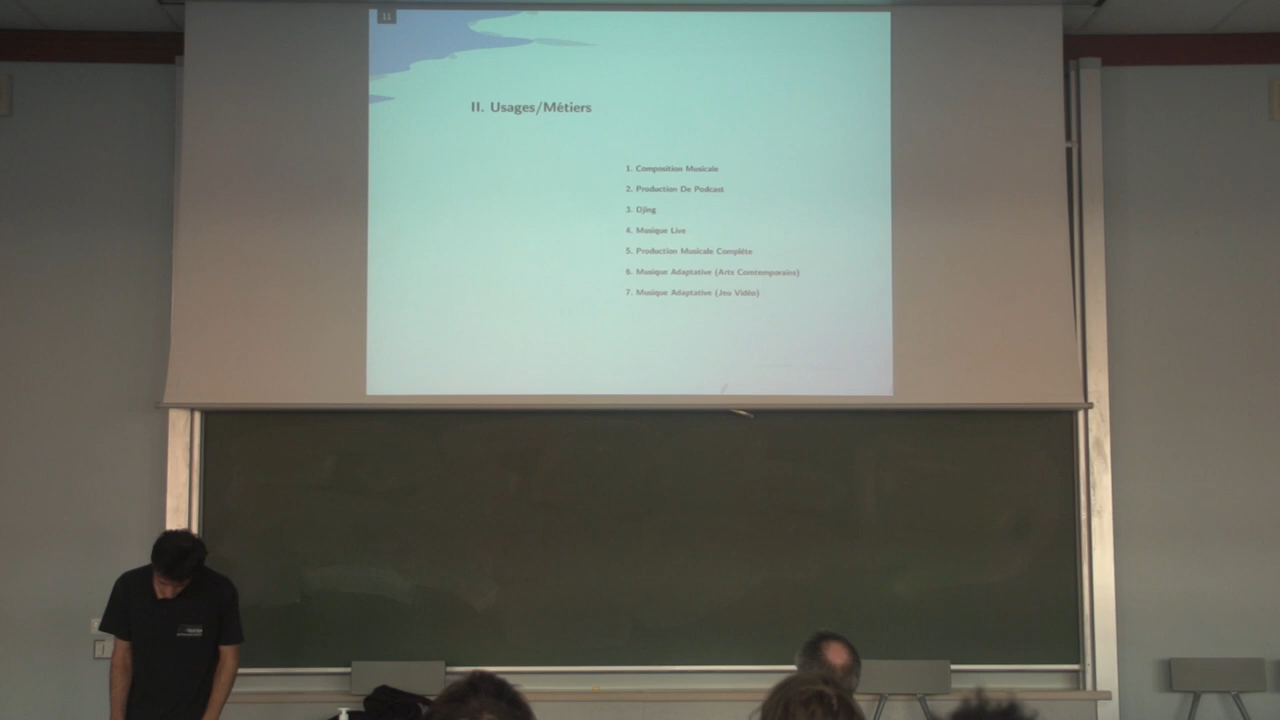 11
II. Usages/Métiers
1. Composition Musicale
2. Production De Podcast
3. Djing
4. Musique Live
5. Production Musicale Complète
6. Musique Adaptative (Arts Comtemporains)
7. Musique Adaptative (Jeu Vidéo)